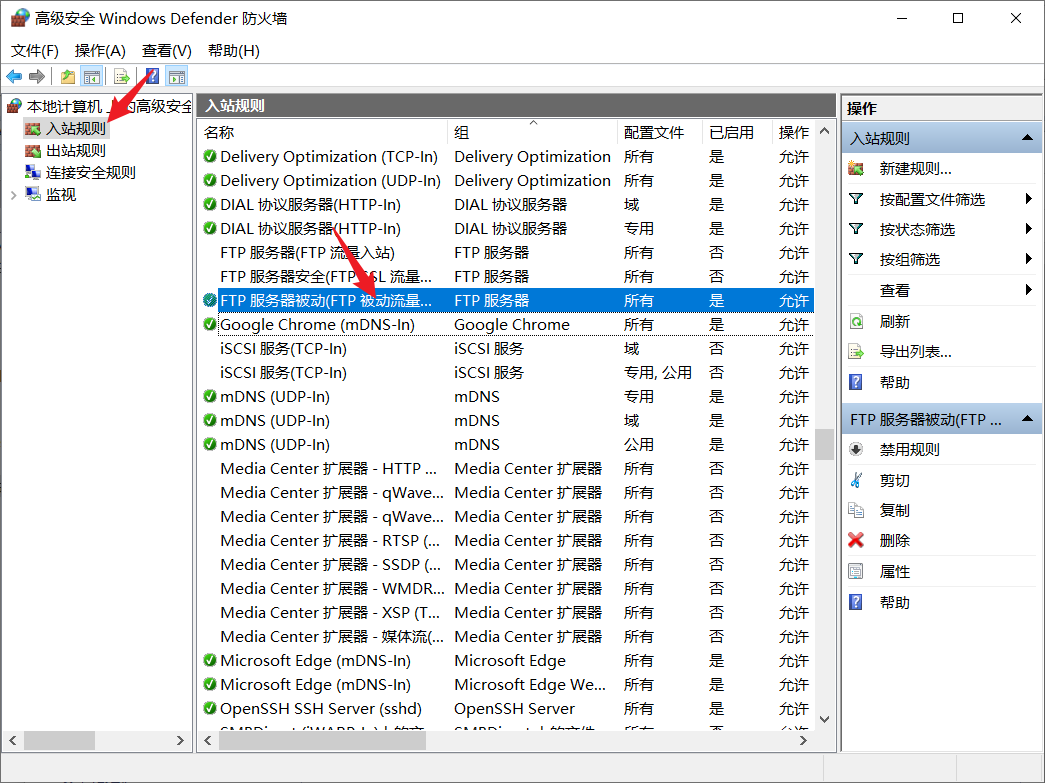 高级安全 Windows Defender 防火墙
文件(F) 操作(A) 查看(V) 帮助(H)
本地计算机 上的高级安全
入站规则
出站规则
连接安全规则
监视
入站规则
名称 组 配置文件 已启用 操作
Delivery Optimization (TCP-In) Delivery Optimization 所有 是 允许
Delivery Optimization (UDP-In) Delivery Optimization 所有 是 允许
DIAL 协议服务器(HTTP-In) DIAL 协议服务器 域 是 允许
DIAL 协议服务器(HTTP-In) DIAL 协议服务器 专用 是 允许
FTP 服务器(FTP 流量入站) FTP 服务器 所有 否 允许
FTP 服务器安全(FTP SSL 流量... FTP 服务器 所有 否 允许
FTP 服务器被动(FTP 被动流量... FTP 服务器 所有 是 允许
Google Chrome (mDNS-In) Google Chrome 所有 是 允许
iSCSI 服务(TCP-In) iSCSI 服务 域 否 允许
iSCSI 服务(TCP-In) iSCSI 服务 专用, 公用 否 允许
mDNS (UDP-In) mDNS 专用 是 允许
mDNS (UDP-In) mDNS 域 是 允许
mDNS (UDP-In) mDNS 公用 是 允许
Media Center 扩展器 - HTTP ... Media Center 扩展器 所有 否 允许
Media Center 扩展器 - qWave... Media Center 扩展器 所有 否 允许
Media Center 扩展器 - qWave... Media Center 扩展器 所有 否 允许
Media Center 扩展器 - RTSP (... Media Center 扩展器 所有 否 允许
Media Center 扩展器 - SSDP (... Media Center 扩展器 所有 否 允许
Media Center 扩展器 - WMDR... Media Center 扩展器 所有 否 允许
Media Center 扩展器 - XSP (T... Media Center 扩展器 所有 否 允许
Media Center 扩展器 - 媒体流(... Media Center 扩展器 所有 否 允许
Microsoft Edge (mDNS-In) Microsoft Edge 所有 是 允许
Microsoft Edge (mDNS-In) Microsoft Edge We... 所有 是 允许
OpenSSH SSH Server (sshd) OpenSSH Server 所有 是 允许
操作
入站规则
新建规则...
按配置文件筛选
按状态筛选
按组筛选
查看
刷新
导出列表...
帮助
FTP 服务器被动(FTP ...
禁用规则
剪切
复制
删除
属性
帮助